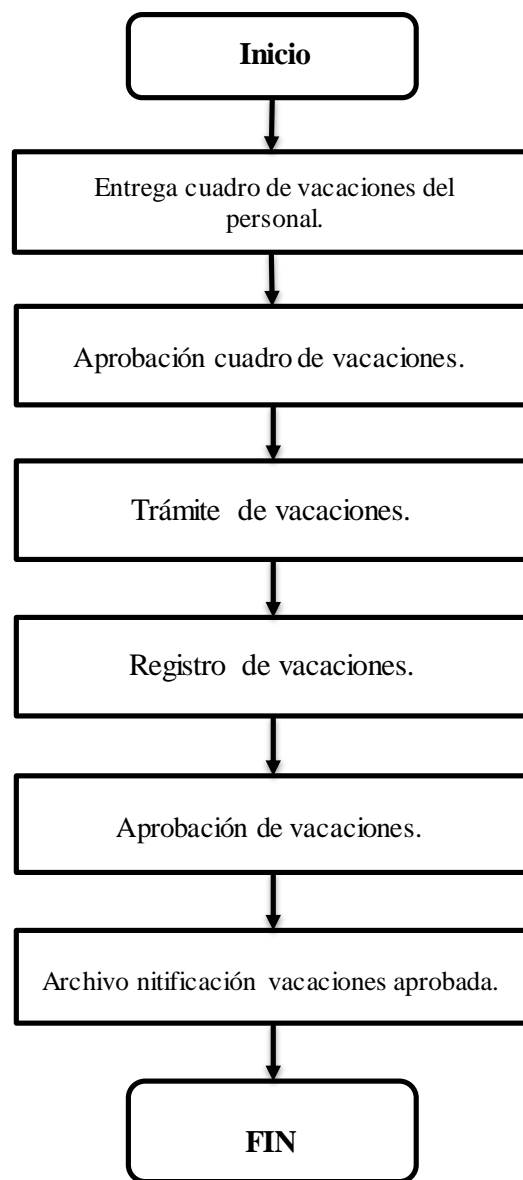 Inicio
Entrega cuadro de vacaciones del
personal.
Aprobación cuadro de vacaciones.
Trámite de vacaciones.
Registro de vacaciones.
Aprobación de vacaciones.
Archivo nitificación vacaciones aprobada.
FIN